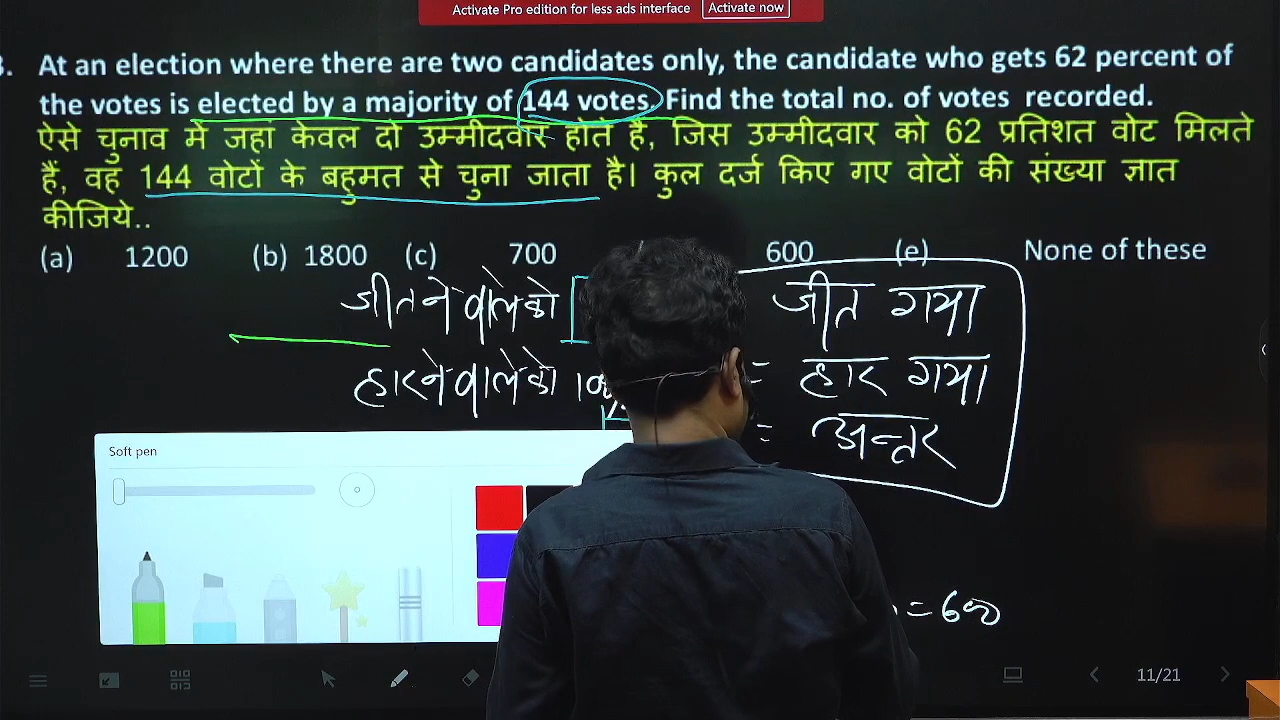 Activate Pro edition for less ads interface Activate now
3. At an election where there are two candidates only, the candidate who gets 62 percent of
the votes is elected by a majority of 144 votes. Find the total no. of votes recorded.
ऐसे चुनाव में जहां केवल दो उम्मीदवार होते हैं, जिस उम्मीदवार को 62 प्रतिशत वोट मिलते
हैं, वह 144 वोटों के बहुमत से चुना जाता है। कुल दर्ज किए गए वोटों की संख्या ज्ञात
कीजिये..
(a) 1200 (b) 1800 (c) 700 600 (e) None of these
जीतने वाले को जीत गया
हारने वाले को = हार गया
= अन्तर
Soft pen
= 600
11/21